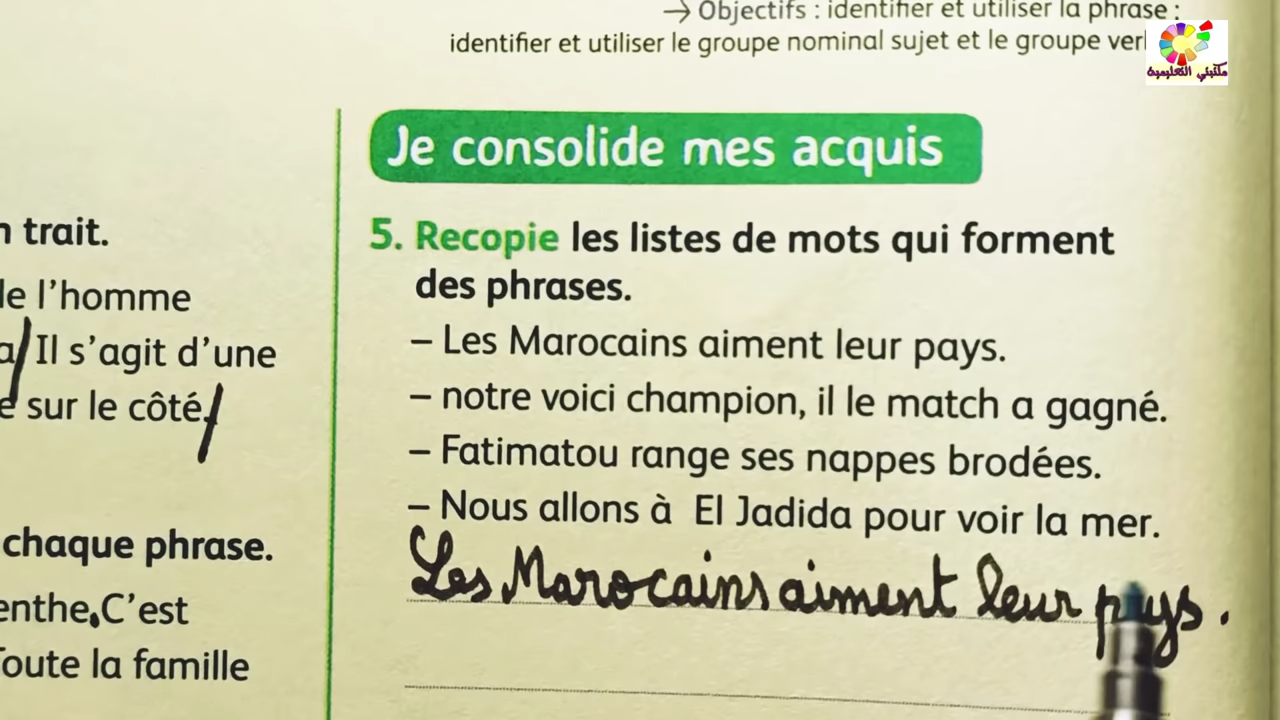 → Objectifs : identifier et utiliser la phrase ;
identifier et utiliser le groupe nominal sujet et le groupe
مكتبتي التعليمية
Je consolide mes acquis
trait.
l'homme
Il s'agit d'une
sur le côté.
chaque phrase.
C'est
Toute la famille
5. Recopie les listes de mots qui forment
des phrases.
– Les Marocains aiment leur pays.
– notre voici champion, il le match a gagné.
– Fatimatou range ses nappes brodées.
– Nous allons à El Jadida pour voir la mer.
Les Marocains aiment leur pays.